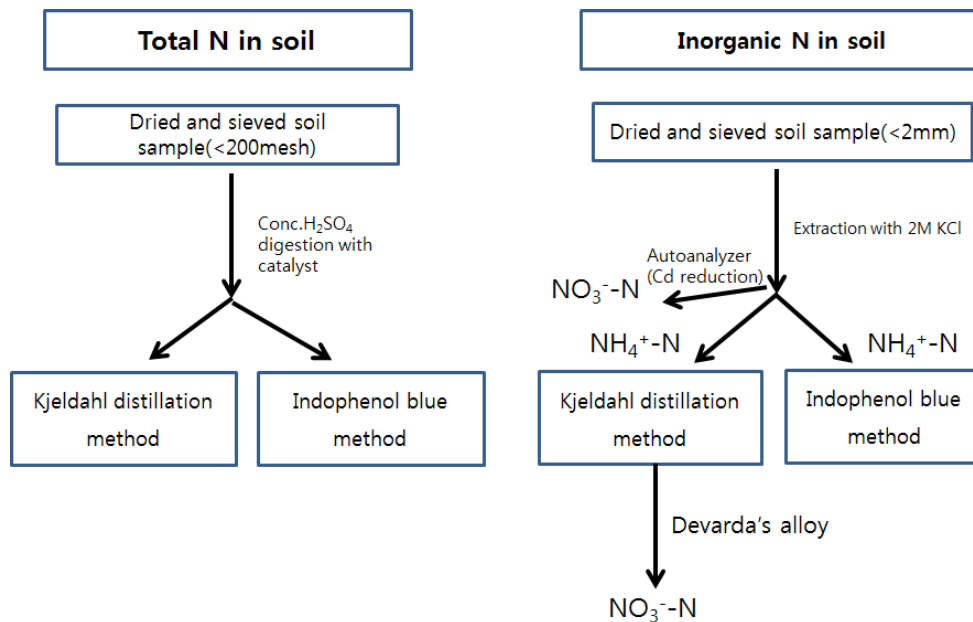 Total N in soil
Dried and sieved soil
sample(<200mesh)
Conc.H₂SO₄
digestion with
catalyst
Kjeldahl distillation
method
Indophenol blue
method
Inorganic N in soil
Dried and sieved soil sample(<2mm)
Extraction with 2M KCl
Autoanalyzer
(Cd reduction)
NO₃⁻-N
NH₄⁺-N
NH₄⁺-N
Kjeldahl distillation
method
Indophenol blue
method
Devarda's alloy
NO₃⁻-N